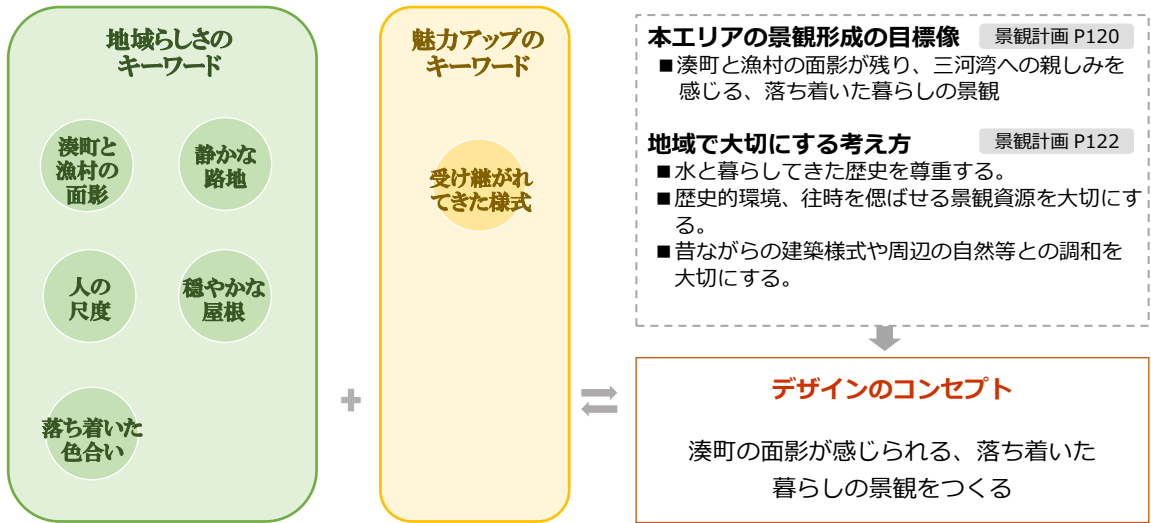 地域らしさの
キーワード
湊町と
漁村の
面影
静かな
路地
人の
尺度
穏やかな
屋根
落ち着いた
色合い
+
魅力アップの
キーワード
受け継がれ
てきた様式
本エリアの景観形成の目標像 景観計画 P120
■湊町と漁村の面影が残り、三河湾への親しみを
感じる、落ち着いた暮らしの景観
地域で大切にする考え方 景観計画 P122
■水と暮らしてきた歴史を尊重する。
■歴史的環境、往時を偲ばせる景観資源を大切にす
る。
■昔ながらの建築様式や周辺の自然等との調和を
大切にする。
デザインのコンセプト
湊町の面影が感じられる、落ち着いた
暮らしの景観をつくる